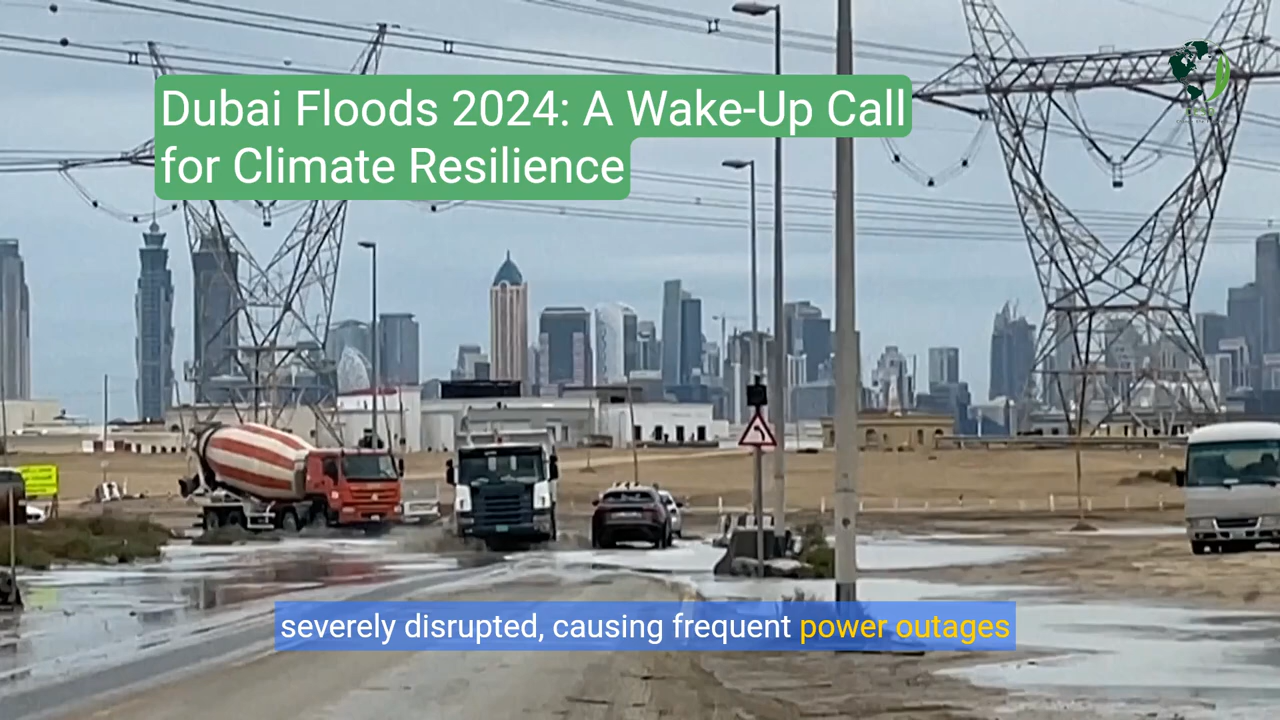 Dubai Floods 2024: A Wake-Up Call
for Climate Resilience
severely disrupted, causing frequent power outages